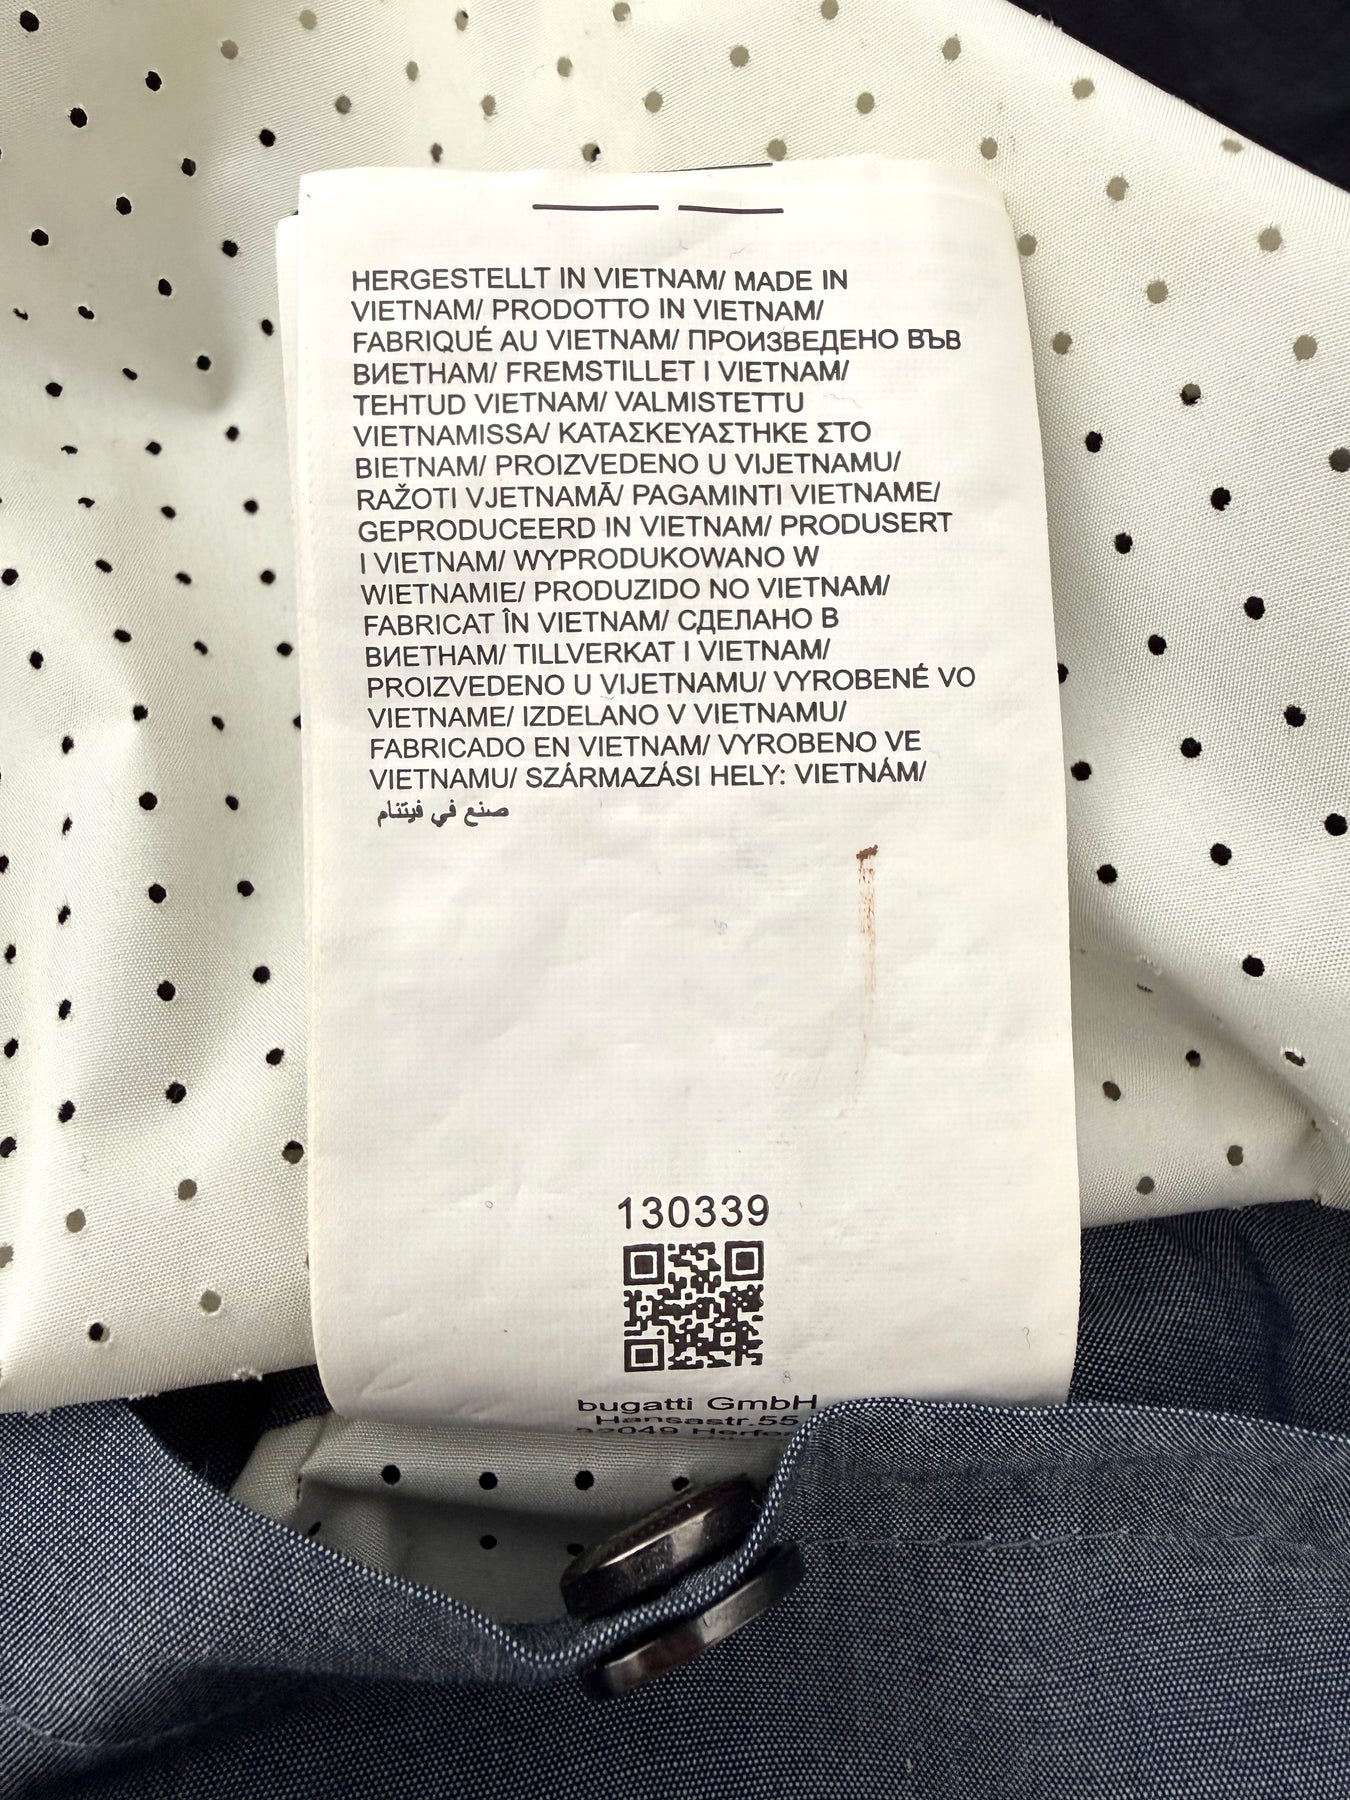 HERGESTELLT IN VIETNAM/ MADE IN
VIETNAM/ PRODOTTO IN VIETNAM/
FABRIQUÉ AU VIETNAM/ ПРОИЗВЕДЕНО ВЪВ
ВИЕТНАМ/ FREMSTILLET I VIETNAM/
TEHTUD VIETNAM/ VALMISTETTU
VIETNAMISSA/ ΚΑΤΑΣΚΕΥΑΣΤΗΚΕ ΣΤΟ
ΒΙΕΤΝΑΜ/ PROIZVEDENO U VIJETNAMU/
RAŽOTI VJETNAMĀ/ PAGAMINTI VIETNAME/
GEPRODUCEERD IN VIETNAM/ PRODUSERT
I VIETNAM/ WYPRODUKOWANO W
WIETNAMIE/ PRODUZIDO NO VIETNAM/
FABRICAT ÎN VIETNAM/ СДЕЛАНО В
ВИЕТНАМ/ TILLVERKAT I VIETNAM/
PROIZVEDENO U VIJETNAMU/ VYROBENÉ VO
VIETNAME/ IZDELANO V VIETNAMU/
FABRICADO EN VIETNAM/ VYROBENO VE
VIETNAMU/ SZÁRMAZÁSI HELY: VIETNÁM/
صنع في فيتنام
130339
bugatti GmbH
Hansastr.55
32049